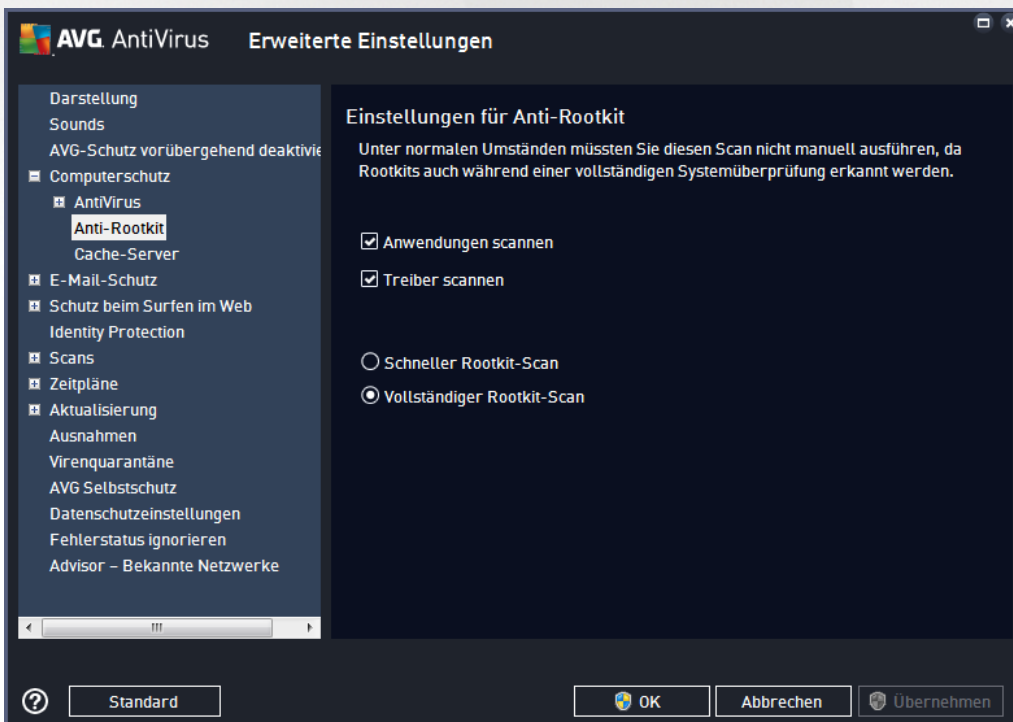 AVG. AntiVirus Erweiterte Einstellungen
Darstellung
Sounds
AVG-Schutz vorübergehend deaktivie
Computerschutz
AntiVirus
Anti-Rootkit
Cache-Server
E-Mail-Schutz
Schutz beim Surfen im Web
Identity Protection
Scans
Zeitpläne
Aktualisierung
Ausnahmen
Virenquarantäne
AVG Selbstschutz
Datenschutzeinstellungen
Fehlerstatus ignorieren
Advisor – Bekannte Netzwerke
Einstellungen für Anti-Rootkit
Unter normalen Umständen müssten Sie diesen Scan nicht manuell ausführen, da
Rootkits auch während einer vollständigen Systemüberprüfung erkannt werden.
Anwendungen scannen
Treiber scannen
Schneller Rootkit-Scan
Vollständiger Rootkit-Scan
? Standard OK Abbrechen Übernehmen